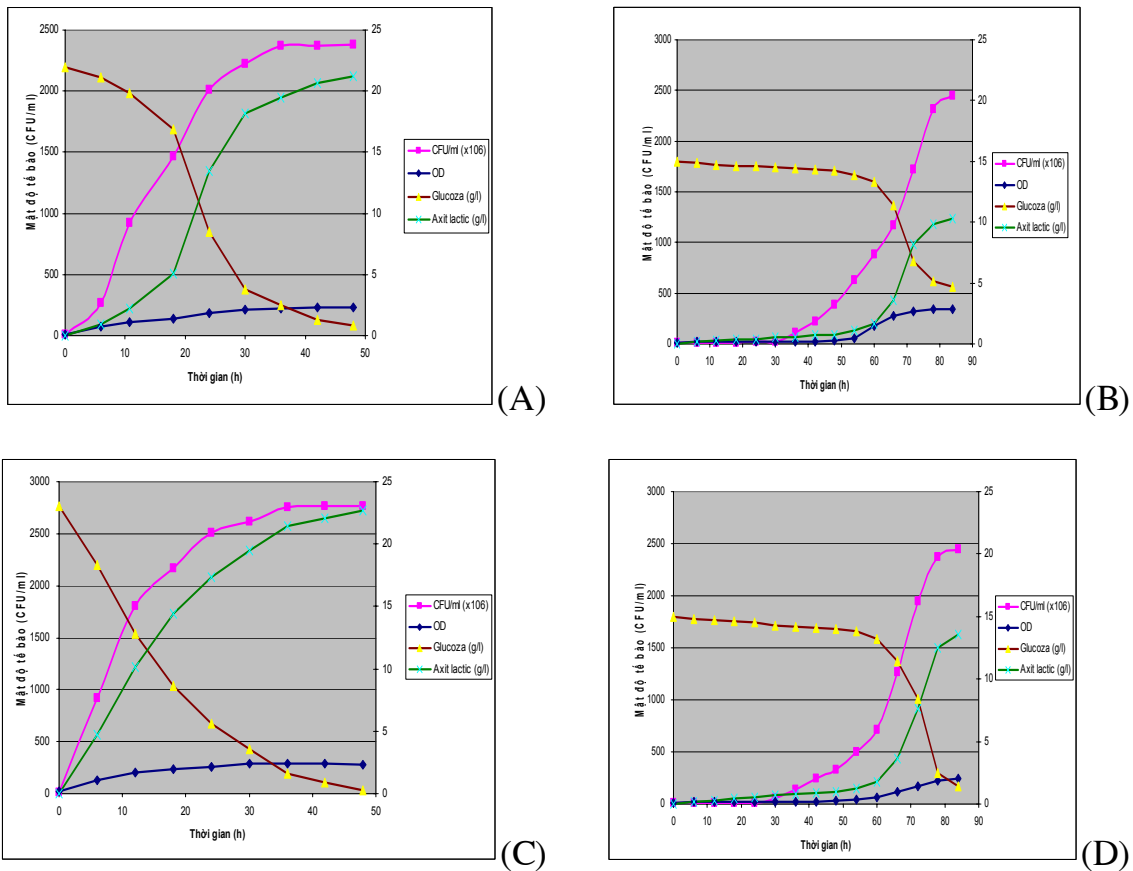 Mật độ tế bào (CFU/ml)
2500
2000
1500
1000
500
0
25
20
15
10
5
0
0 10 20 30 40 50
Thời gian (h)
CFU/ml (x106)
OD
Glucoza (g/l)
Axit lactic (g/l)
(A)
Mật độ tế bào (CFU/ml)
3000
2500
2000
1500
1000
500
0
25
20
15
10
5
0
0 10 20 30 40 50 60 70 80 90
Thời gian (h)
CFU/ml (x106)
OD
Glucoza (g/l)
Axit lactic (g/l)
(B)
Mật độ tế bào (CFU/ml)
3000
2500
2000
1500
1000
500
0
25
20
15
10
5
0
0 10 20 30 40 50
Thời gian (h)
CFU/ml (x106)
OD
Glucoza (g/l)
Axit lactic (g/l)
(C)
Mật độ tế bào (CFU/ml)
3000
2500
2000
1500
1000
500
0
25
20
15
10
5
0
0 10 20 30 40 50 60 70 80 90
Thời gian (h)
CFU/ml (x106)
OD
Glucoza (g/l)
Axit lactic (g/l)
(D)